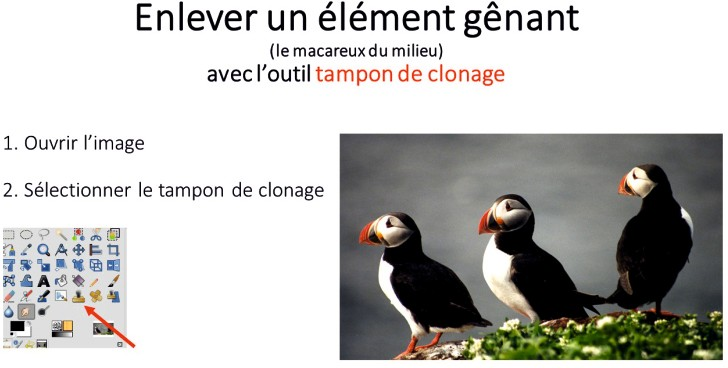 Enlever un élément gênant
(le macareux du milieu)
avec l’outil tampon de clonage
1. Ouvrir l’image
2. Sélectionner le tampon de clonage